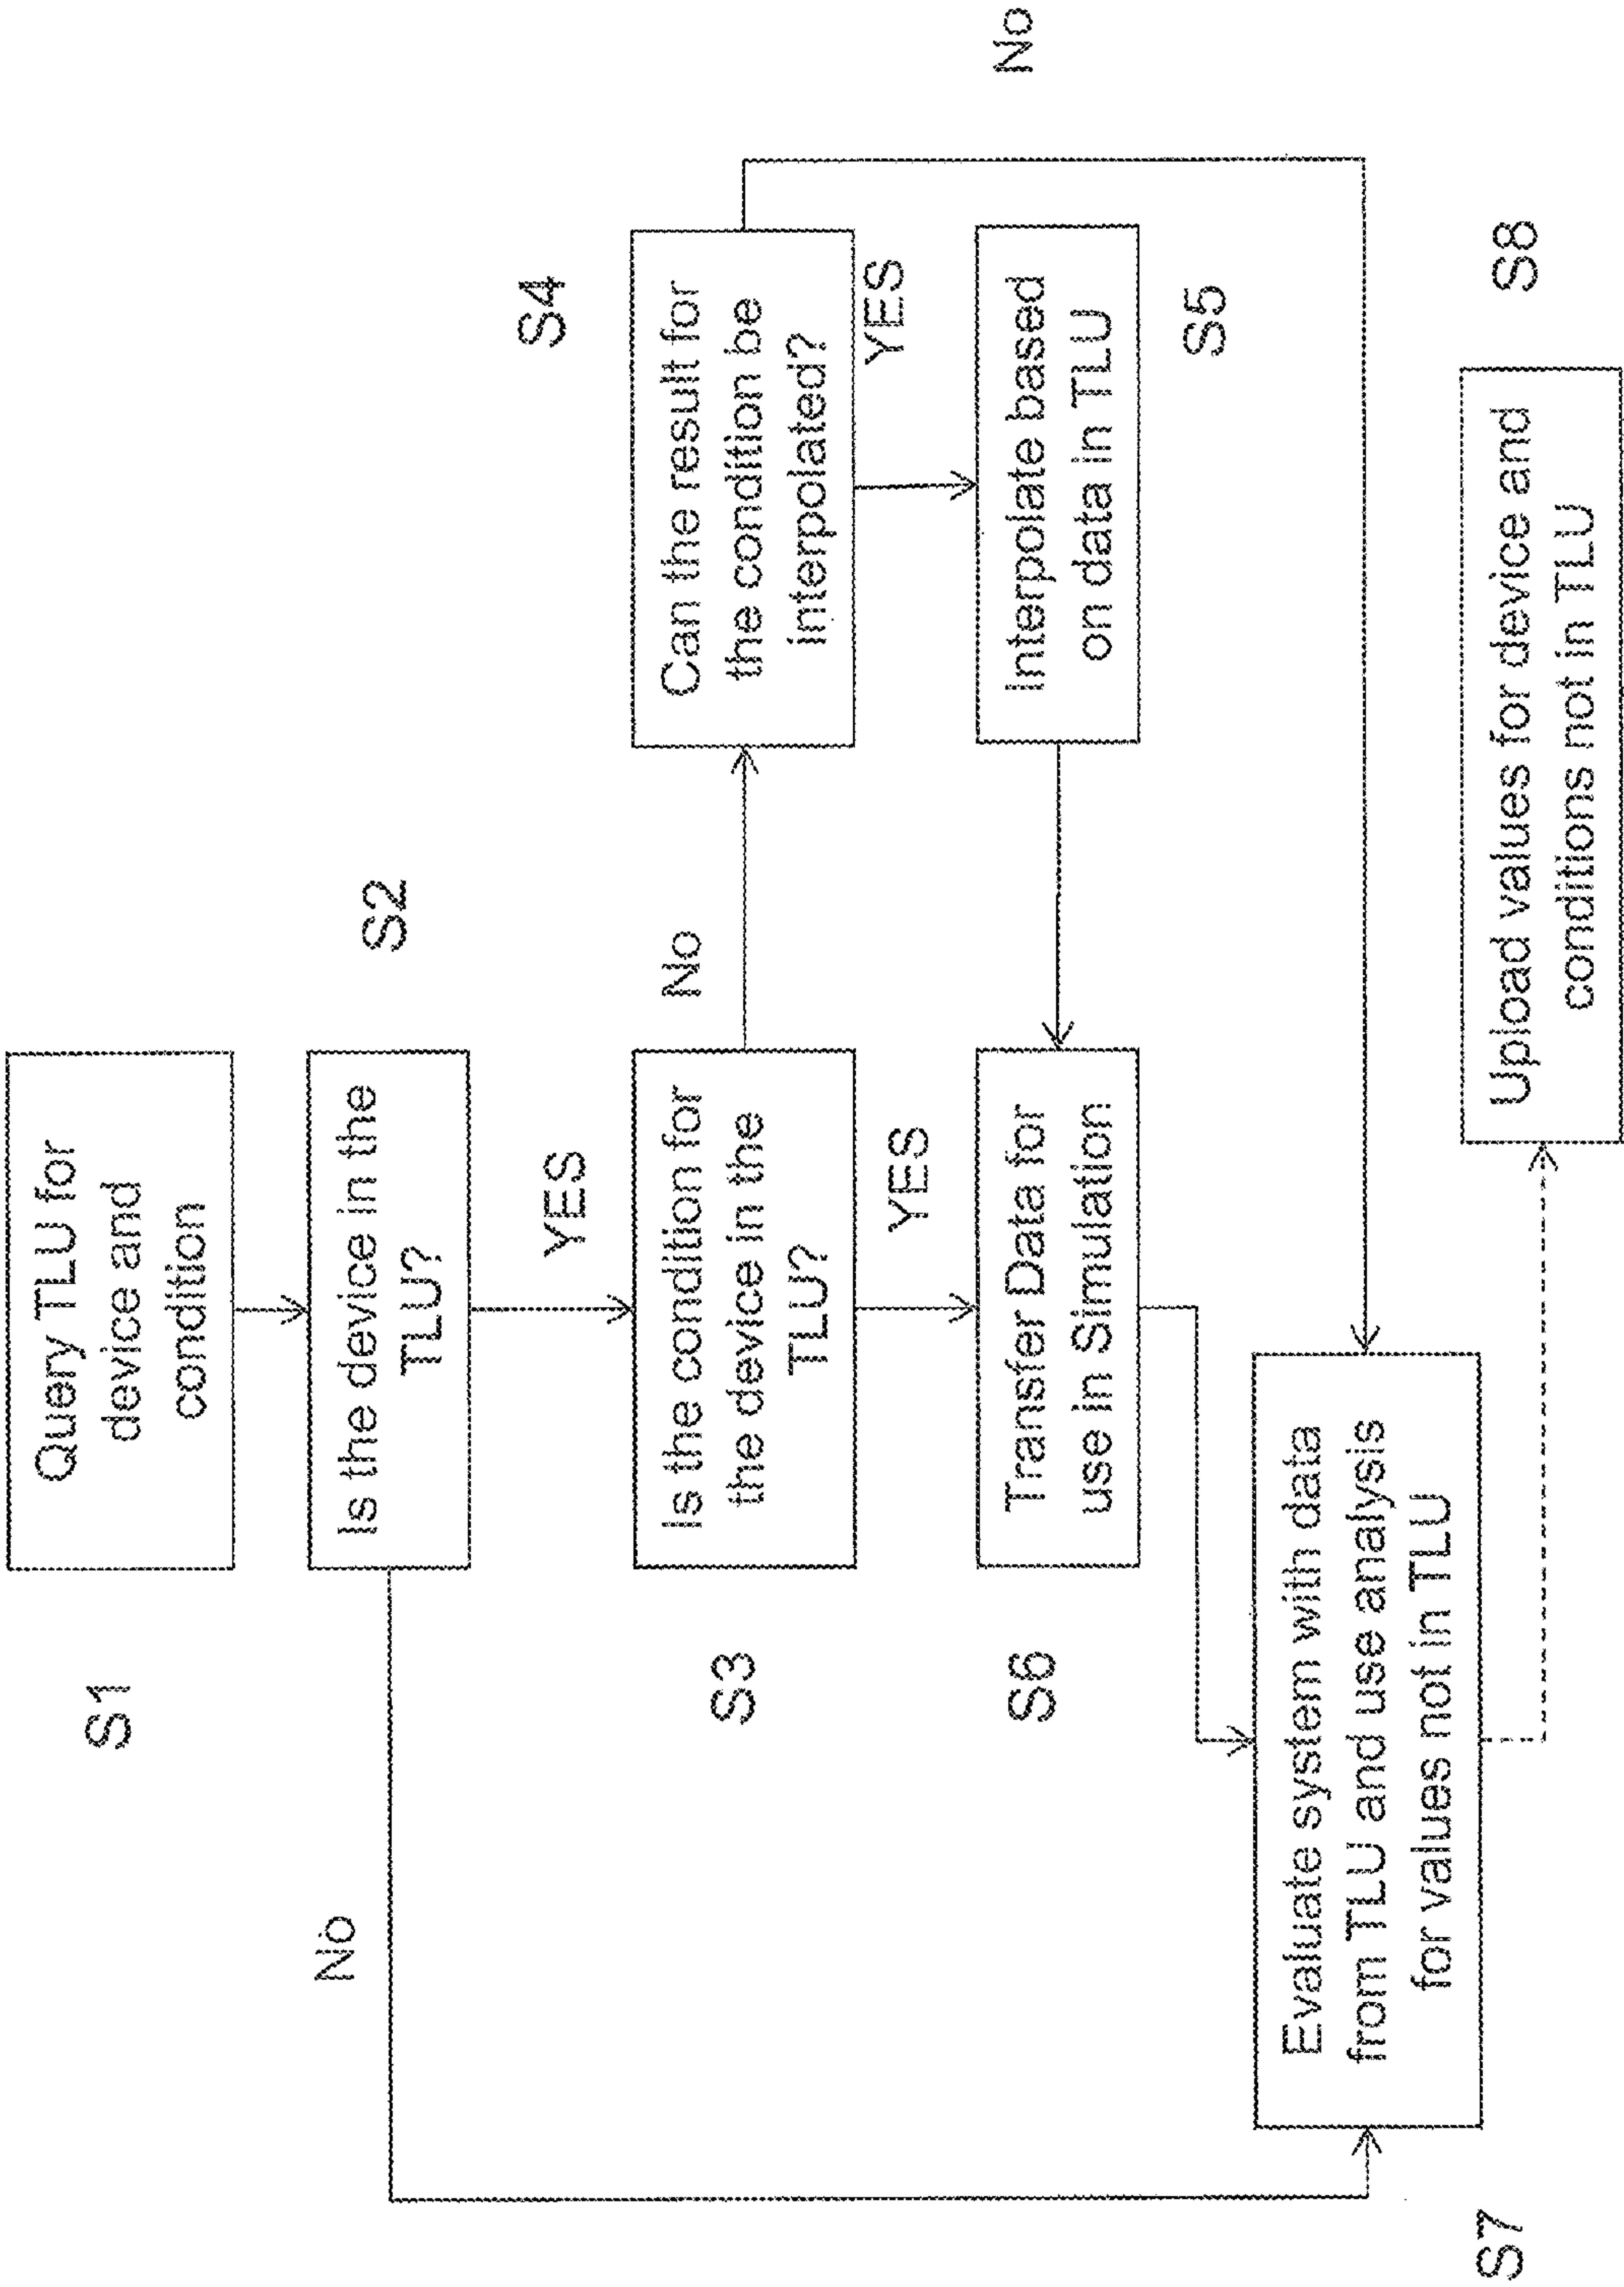 S1
Query TLU for
device and
condition
S2
Is the device in the
TLU?
No
YES
S3
Is the condition for
the device in the
TLU?
No
S4
Can the result for
the condition be
interpolated?
YES
YES
No
S6
Transfer Data for
use in Simulation
Interpolate based
on data in TLU
S5
S7
Evaluate system with data
from TLU and use analysis
for values not in TLU
S8
Upload values for device and
conditions not in TLU